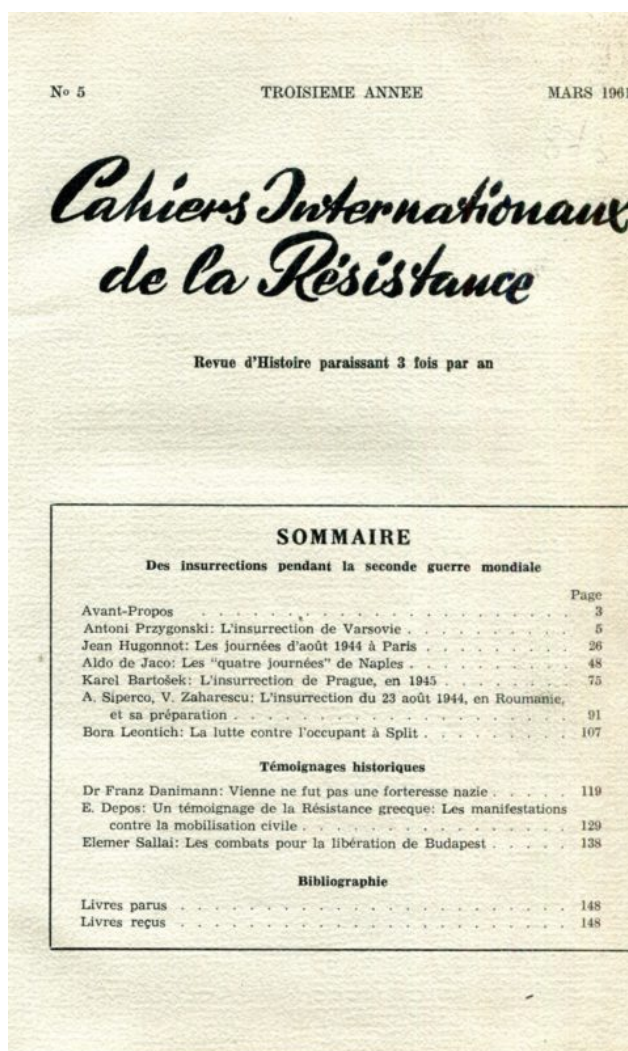 No 5 TROISIEME ANNEE MARS 1961
Cahiers Internationaux
de la Résistance
Revue d'Histoire paraissant 3 fois par an
SOMMAIRE
Des insurrections pendant la seconde guerre mondiale
Page
Avant-Propos . . . . . . . . . . . . . . . . . . . . 3
Antoni Przygonski: L'insurrection de Varsovie . . . . . . . . 5
Jean Hugonnot: Les journées d'août 1944 à Paris . . . . . . . 26
Aldo de Jaco: Les "quatre journées" de Naples . . . . . . . . 48
Karel Bartošek: L'insurrection de Prague, en 1945 . . . . . . 75
A. Siperco, V. Zaharescu: L'insurrection du 23 août 1944, en Roumanie,
et sa préparation . . . . . . . . . . . . . . . . 91
Bora Leontich: La lutte contre l'occupant à Split . . . . . . . 107
Témoignages historiques
Dr Franz Danimann: Vienne ne fut pas une forteresse nazie . . . . . 119
E. Depos: Un témoignage de la Résistance grecque: Les manifestations
contre la mobilisation civile . . . . . . . . . . . . . 129
Elemer Sallai: Les combats pour la libération de Budapest . . . . . 138
Bibliographie
Livres parus . . . . . . . . . . . . . . . . . . . 148
Livres reçus . . . . . . . . . . . . . . . . . . . 148